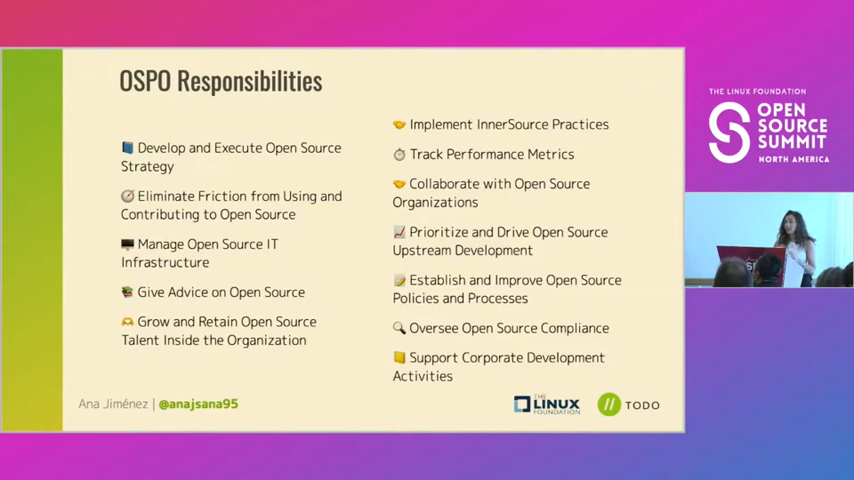 OSPO Responsibilities
📘 Develop and Execute Open Source
Strategy
🧭 Eliminate Friction from Using and
Contributing to Open Source
🖥️ Manage Open Source IT
Infrastructure
📚 Give Advice on Open Source
🫶 Grow and Retain Open Source
Talent Inside the Organization
🤝 Implement InnerSource Practices
⏱️ Track Performance Metrics
🤝 Collaborate with Open Source
Organizations
📈 Prioritize and Drive Open Source
Upstream Development
📝 Establish and Improve Open Source
Policies and Processes
🔍 Oversee Open Source Compliance
📒 Support Corporate Development
Activities
Ana Jiménez | @anajsana95
THE
LINUX
FOUNDATION
// TODO
THE LINUX FOUNDATION
OPEN
SOURCE
SUMMIT
NORTH AMERICA